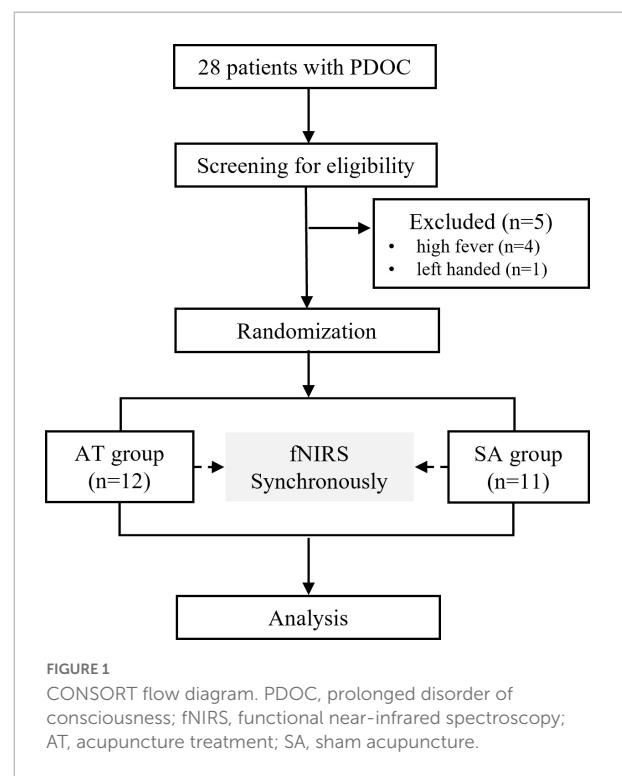 28 patients with PDOC
Screening for eligibility
Excluded (n=5)
• high fever (n=4)
• left handed (n=1)
Randomization
AT group
(n=12)
fNIRS
Synchronously
SA group
(n=11)
Analysis
FIGURE 1
CONSORT flow diagram. PDOC, prolonged disorder of
consciousness; fNIRS, functional near-infrared spectroscopy;
AT, acupuncture treatment; SA, sham acupuncture.